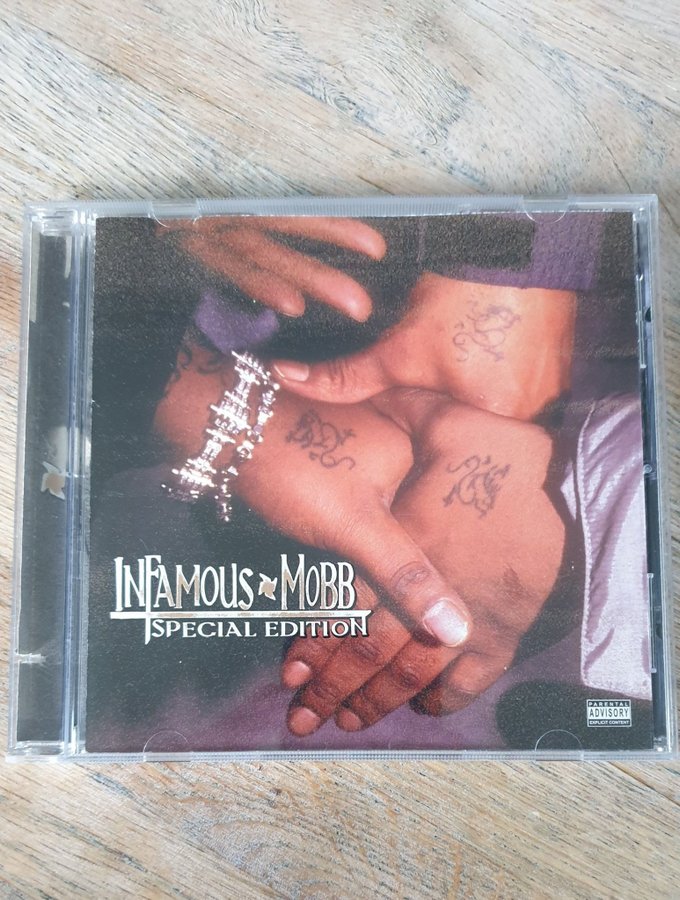 INFAMOUS MOBB
SPECIAL EDITION
PARENTAL
ADVISORY
EXPLICIT CONTENT